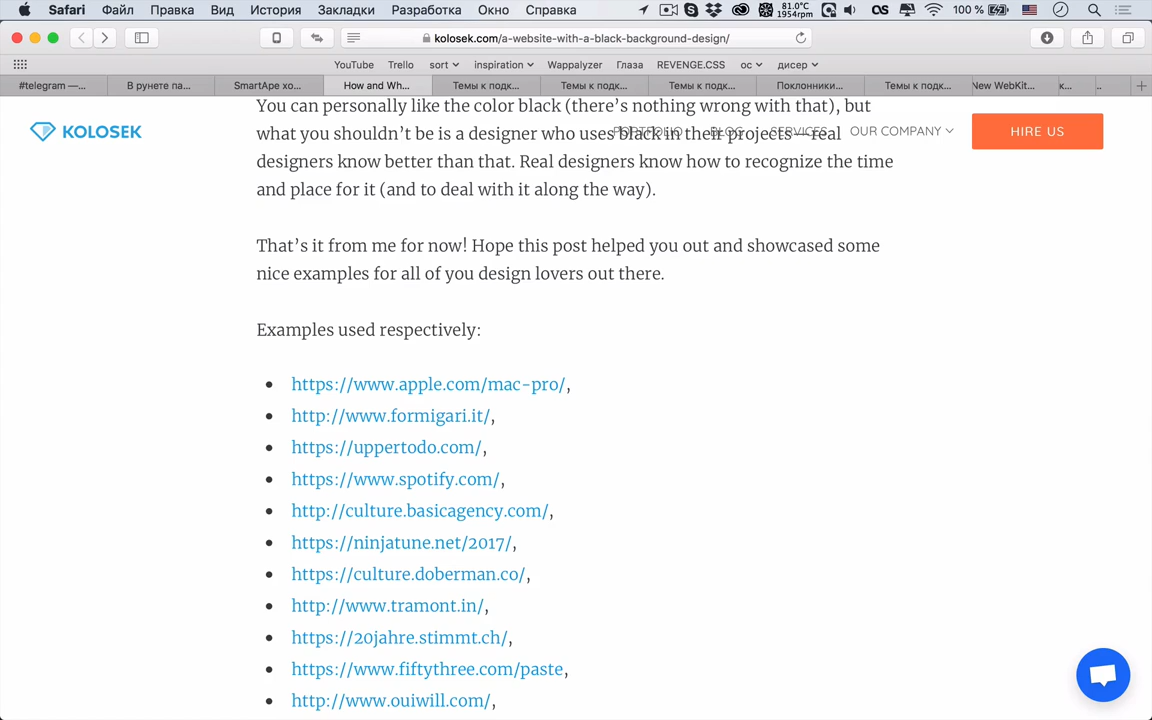 Safari Файл Правка Вид История Закладки Разработка Окно Справка 81.0°C 1954rpm 100 %
kolosek.com/a-website-with-a-black-background-design/
YouTube Trello sort inspiration Wappalyzer Глаза REVENGE.CSS ос дисер
#telegram —... В рунете па... SmartApe хо... How and Wh... Темы к подк... Темы к подк... Темы к подк... Поклонники... Темы к подк... New WebKit... к... ..
You can personally like the color black (there's nothing wrong with that), but
KOLOSEK PORTFOLIO BLOG SERVICES OUR COMPANY HIRE US
what you shouldn't be is a designer who uses black in their projects—real
designers know better than that. Real designers know how to recognize the time
and place for it (and to deal with it along the way).
That's it from me for now! Hope this post helped you out and showcased some
nice examples for all of you design lovers out there.
Examples used respectively:
https://www.apple.com/mac-pro/,
http://www.formigari.it/,
https://uppertodo.com/,
https://www.spotify.com/,
http://culture.basicagency.com/,
https://ninjatune.net/2017/,
https://culture.doberman.co/,
http://www.tramont.in/,
https://20jahre.stimmt.ch/,
https://www.fiftythree.com/paste,
http://www.ouiwill.com/,